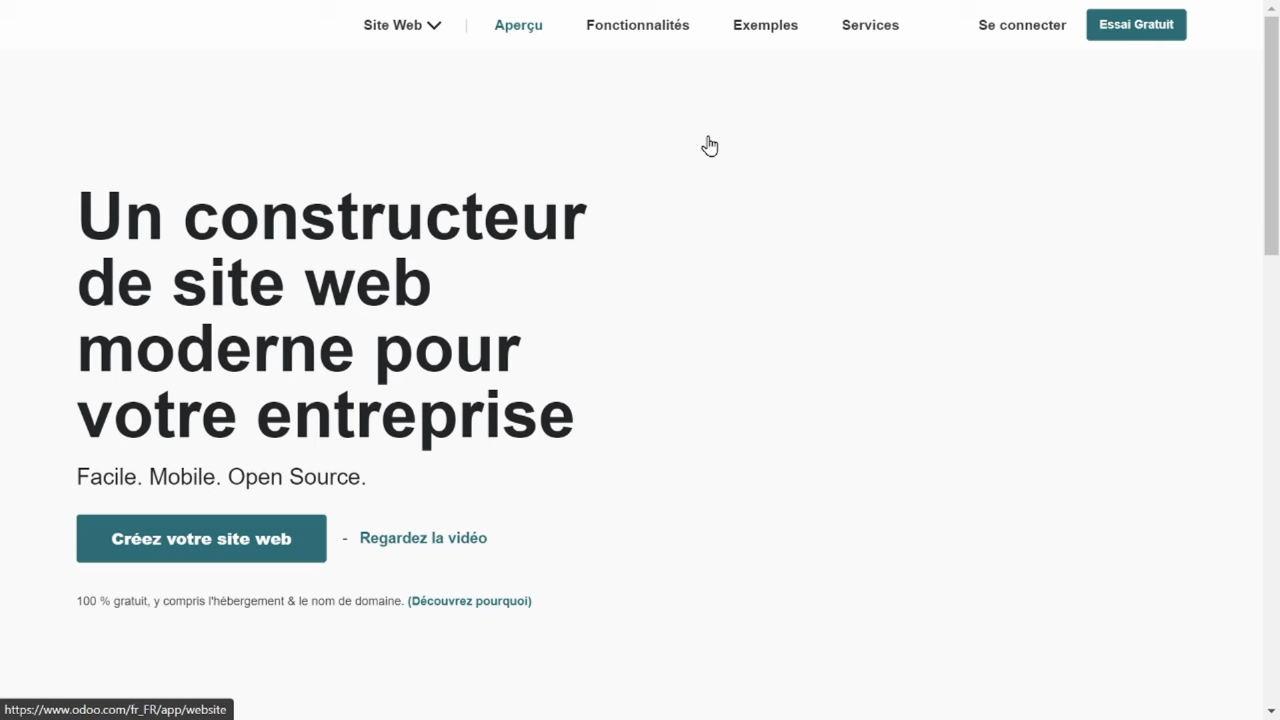 Site Web
Aperçu
Fonctionnalités
Exemples
Services
Se connecter
Essai Gratuit
Un constructeur
de site web
moderne pour
votre entreprise
Facile. Mobile. Open Source.
Créez votre site web
- Regardez la vidéo
100 % gratuit, y compris l'hébergement & le nom de domaine. (Découvrez pourquoi)
https://www.odoo.com/fr_FR/app/website